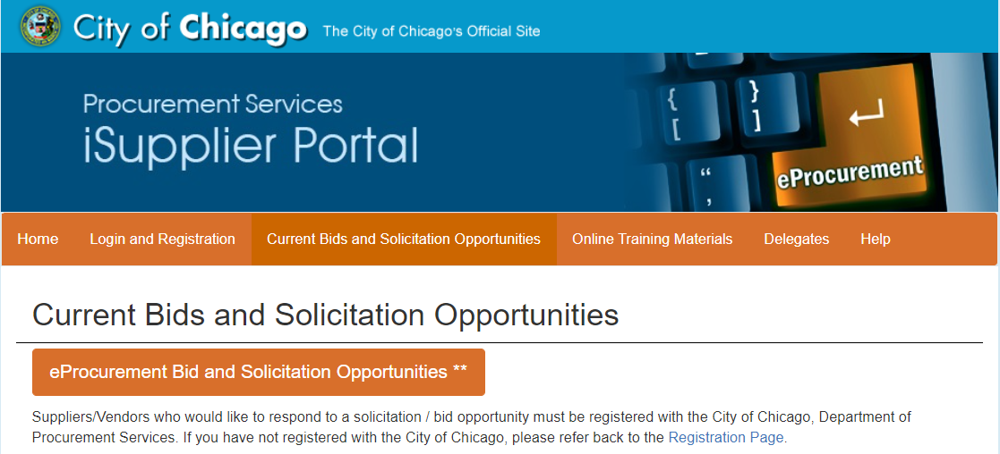 City of Chicago The City of Chicago's Official Site
Procurement Services
iSupplier Portal
{
[
}
]
“
,
eProcurement
Home Login and Registration Current Bids and Solicitation Opportunities Online Training Materials Delegates Help
Current Bids and Solicitation Opportunities
eProcurement Bid and Solicitation Opportunities **
Suppliers/Vendors who would like to respond to a solicitation / bid opportunity must be registered with the City of Chicago, Department of
Procurement Services. If you have not registered with the City of Chicago, please refer back to the Registration Page.